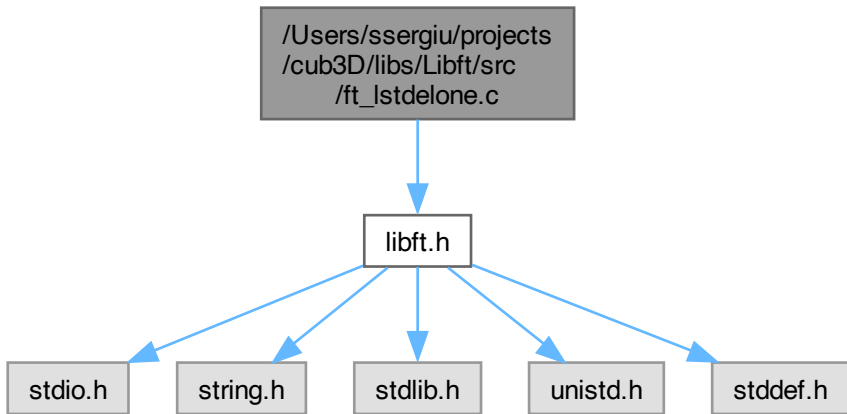 /Users/ssergiu/projects
/cub3D/libs/Libft/src
/ft_lstdelone.c
libft.h
stdio.h
string.h
stdlib.h
unistd.h
stddef.h